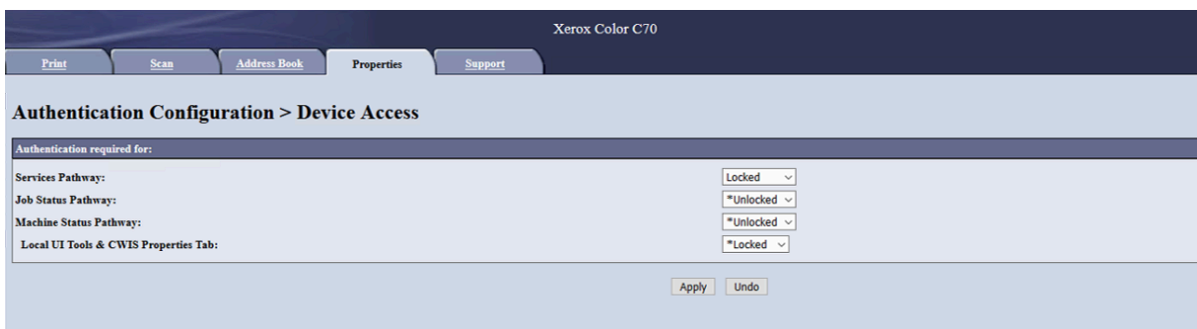 Xerox Color C70
Print Scan Address Book Properties Support
Authentication Configuration > Device Access
Authentication required for:
Services Pathway: Locked
Job Status Pathway: *Unlocked
Machine Status Pathway: *Unlocked
Local UI Tools & CWIS Properties Tab: *Locked
Apply Undo